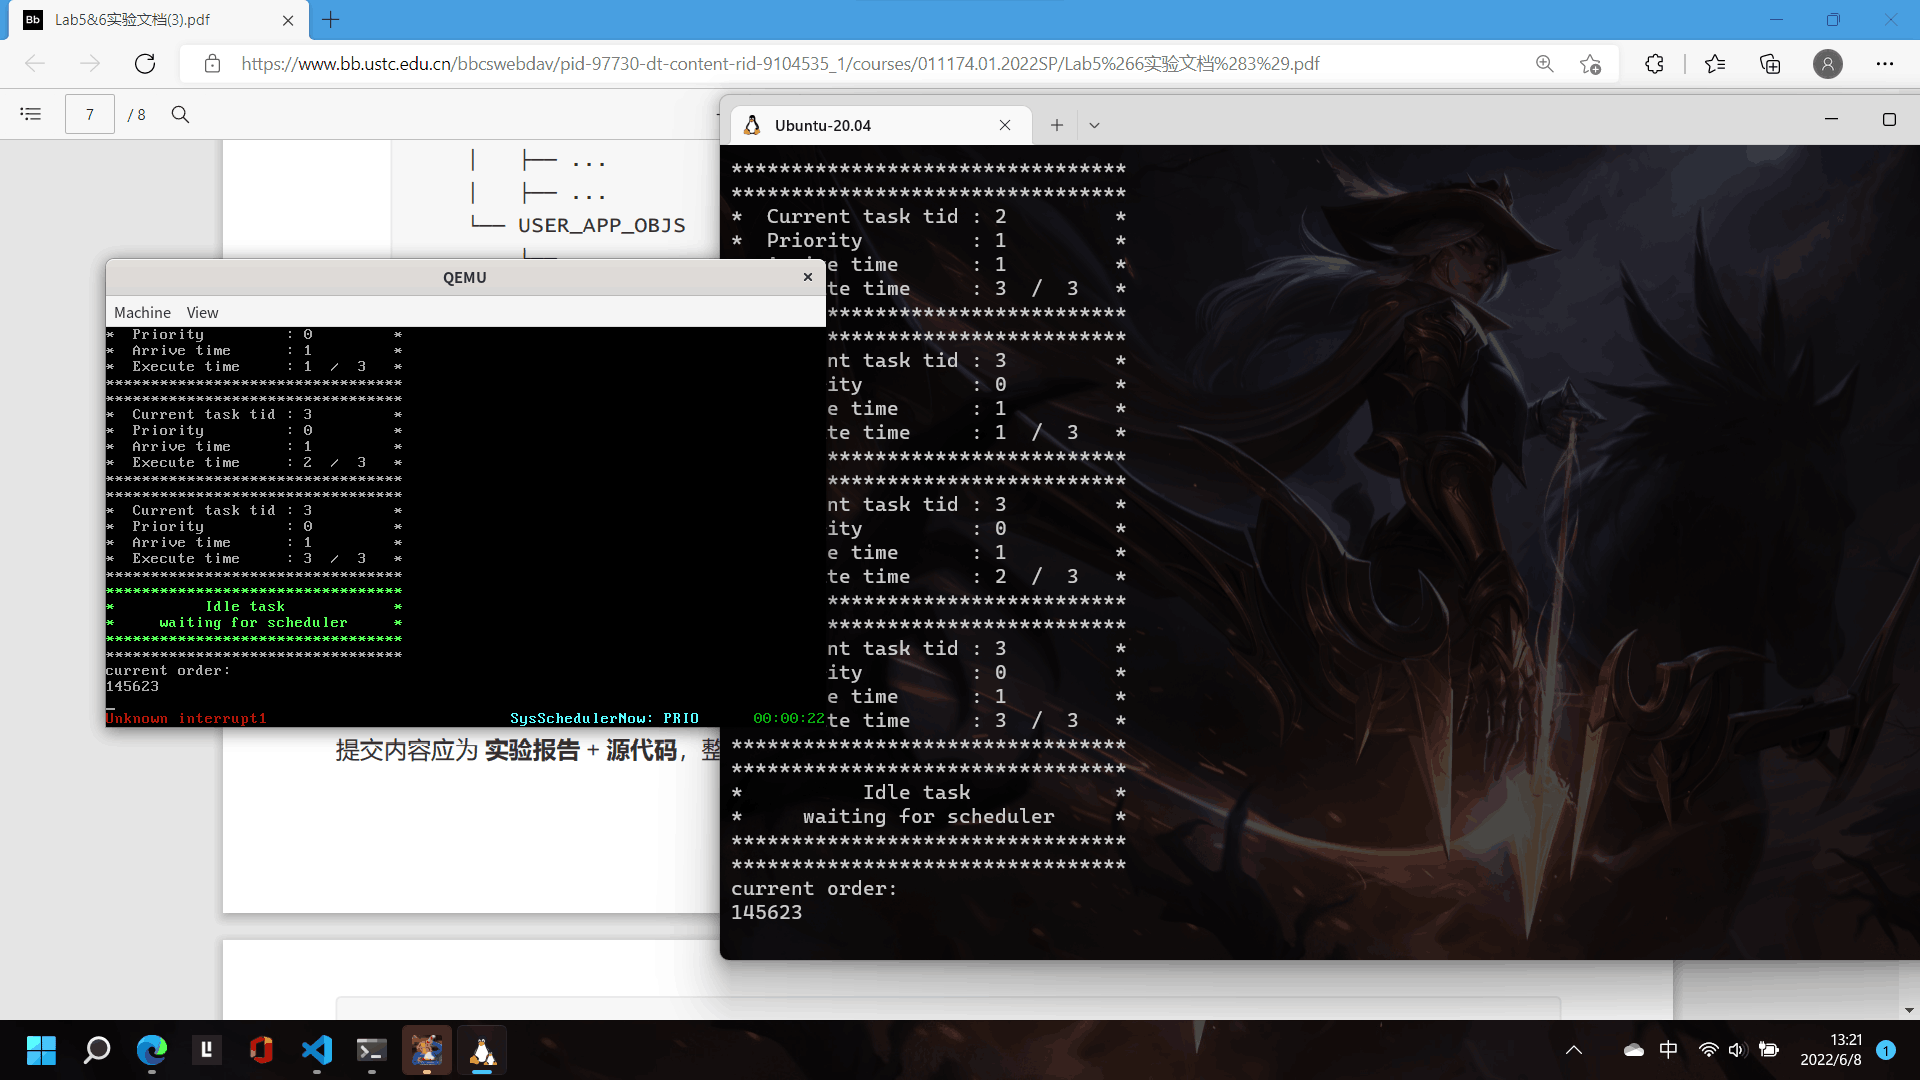 Lab5&6实验文档(3).pdf
https://www.bb.ustc.edu.cn/bbcswebdav/pid-97730-dt-content-rid-9104535_1/courses/011174.01.2022SP/Lab5%266实验文档%283%29.pdf
7 / 8
│ ├── ...
│ ├── ...
└── USER_APP_OBJS
提交内容应为 实验报告 + 源代码，整
QEMU
Machine View
* Priority : 0 *
* Arrive time : 1 *
* Execute time : 1 / 3 *
*********************************
*********************************
* Current task tid : 3 *
* Priority : 0 *
* Arrive time : 1 *
* Execute time : 2 / 3 *
*********************************
*********************************
* Current task tid : 3 *
* Priority : 0 *
* Arrive time : 1 *
* Execute time : 3 / 3 *
*********************************
*********************************
* Idle task *
* waiting for scheduler *
*********************************
*********************************
current order:
145623
Unknown interrupt1 SysSchedulerNow: PRIO 00:00:22
Ubuntu-20.04
*********************************
*********************************
* Current task tid : 2 *
* Priority : 1 *
e time : 1 *
te time : 3 / 3 *
*************************
*************************
nt task tid : 3 *
ity : 0 *
e time : 1 *
te time : 1 / 3 *
*************************
*************************
nt task tid : 3 *
ity : 0 *
e time : 1 *
te time : 2 / 3 *
*************************
*************************
nt task tid : 3 *
ity : 0 *
e time : 1 *
te time : 3 / 3 *
*********************************
*********************************
* Idle task *
* waiting for scheduler *
*********************************
*********************************
current order:
145623
中
13:21
2022/6/8
1